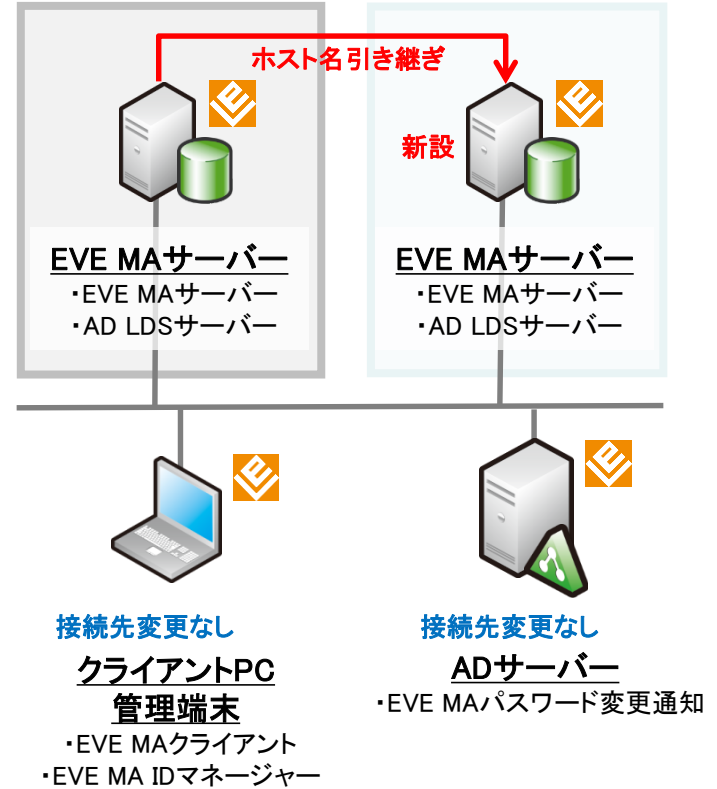 ホスト名引き継ぎ
新設
EVE MAサーバー
・EVE MAサーバー
・AD LDSサーバー
EVE MAサーバー
・EVE MAサーバー
・AD LDSサーバー
接続先変更なし
クライアントPC
管理端末
・EVE MAクライアント
・EVE MA IDマネージャー
接続先変更なし
ADサーバー
・EVE MAパスワード変更通知